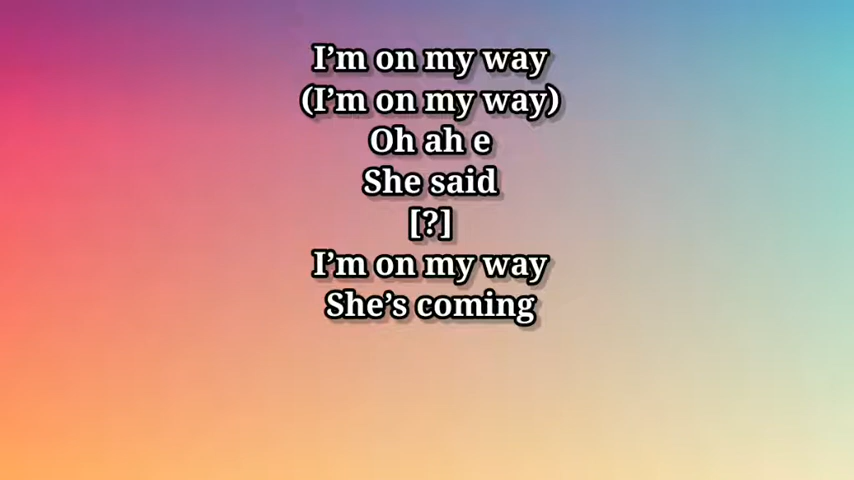 I’m on my way
(I’m on my way)
Oh ah e
She said
[?]
I’m on my way
She’s coming